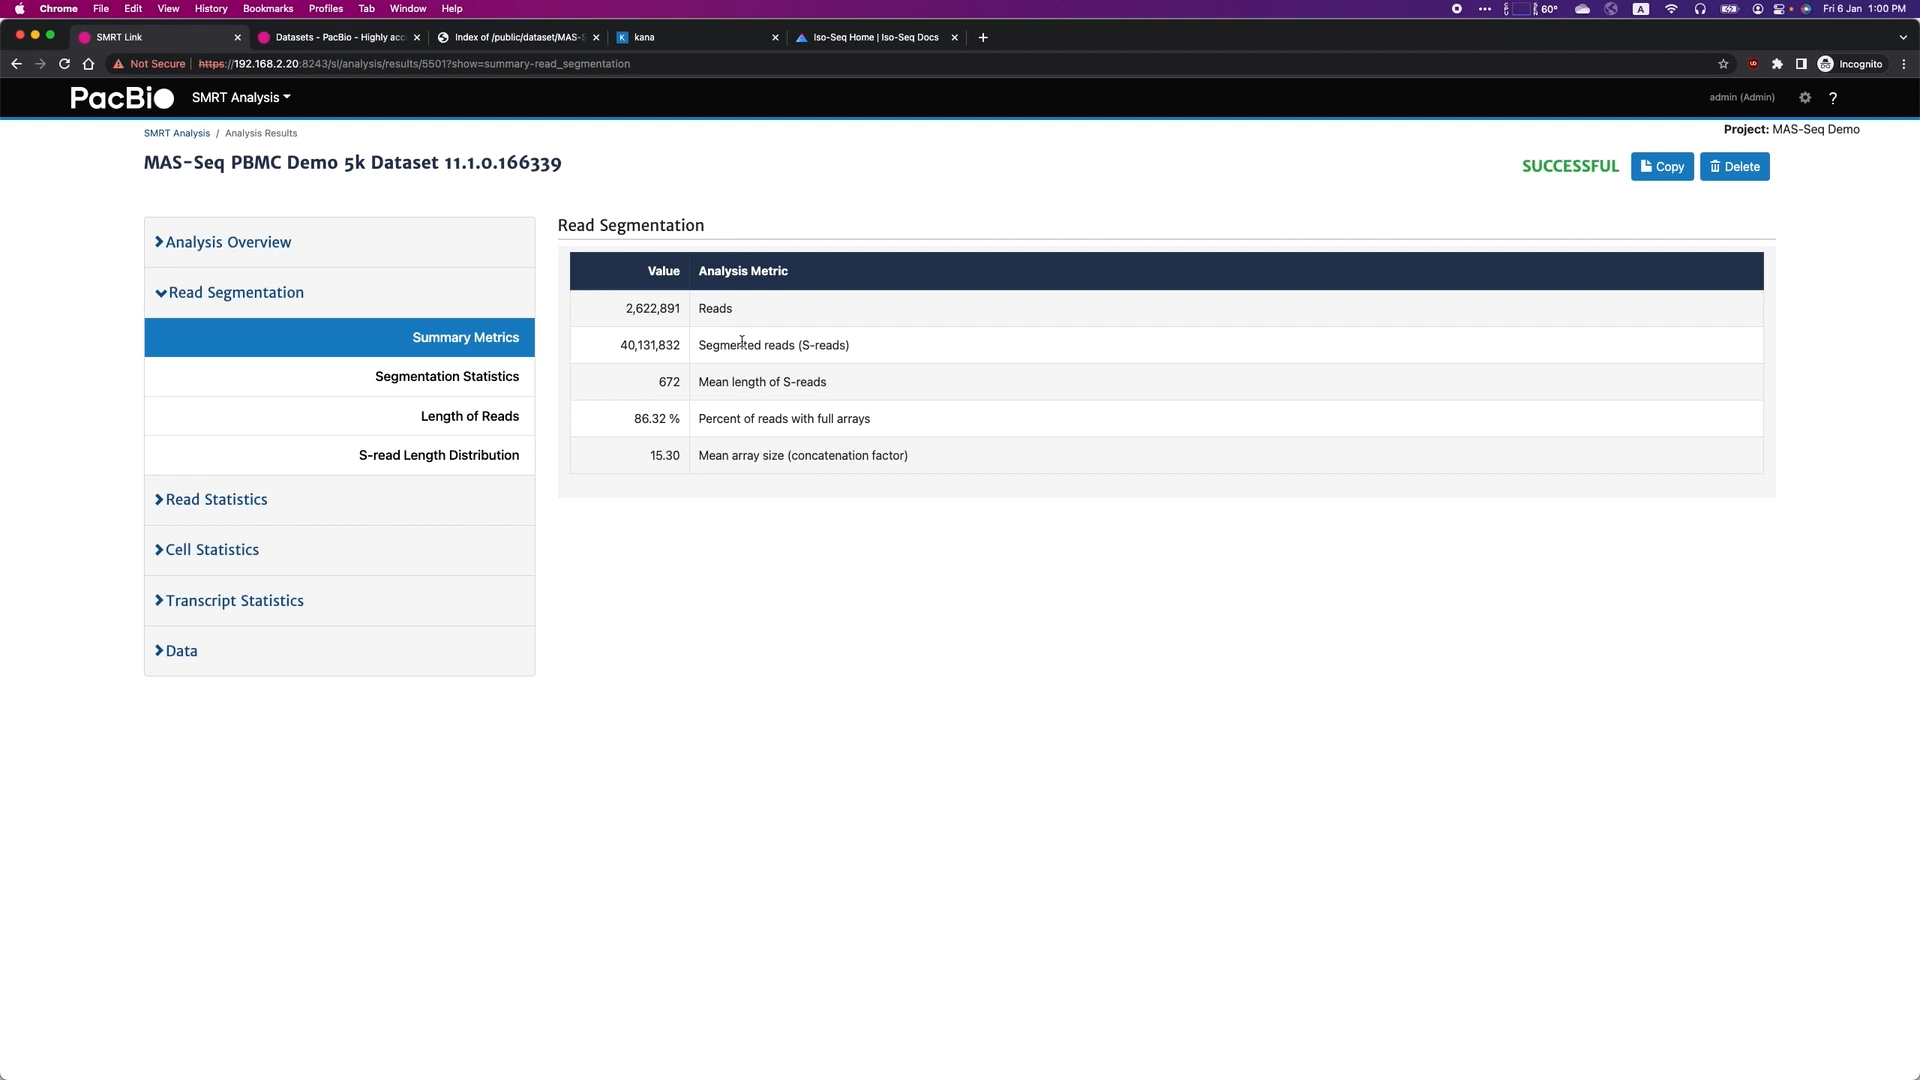 Chrome File Edit View History Bookmarks Profiles Tab Window Help 60° A Fri 6 Jan 1:00 PM
SMRT Link Datasets - PacBio - Highly acc Index of /public/dataset/MAS-S K kana Iso-Seq Home | Iso-Seq Docs
Not Secure https://192.168.2.20:8243/sl/analysis/results/5501?show=summary-read_segmentation Incognito
PacBio SMRT Analysis admin (Admin) ?
SMRT Analysis / Analysis Results Project: MAS-Seq Demo
MAS-Seq PBMC Demo 5k Dataset 11.1.0.166339 SUCCESSFUL Copy Delete
Analysis Overview
Read Segmentation
Summary Metrics
Segmentation Statistics
Length of Reads
S-read Length Distribution
Read Statistics
Cell Statistics
Transcript Statistics
Data
Read Segmentation
Value Analysis Metric
2,622,891 Reads
40,131,832 Segmented reads (S-reads)
672 Mean length of S-reads
86.32 % Percent of reads with full arrays
15.30 Mean array size (concatenation factor)